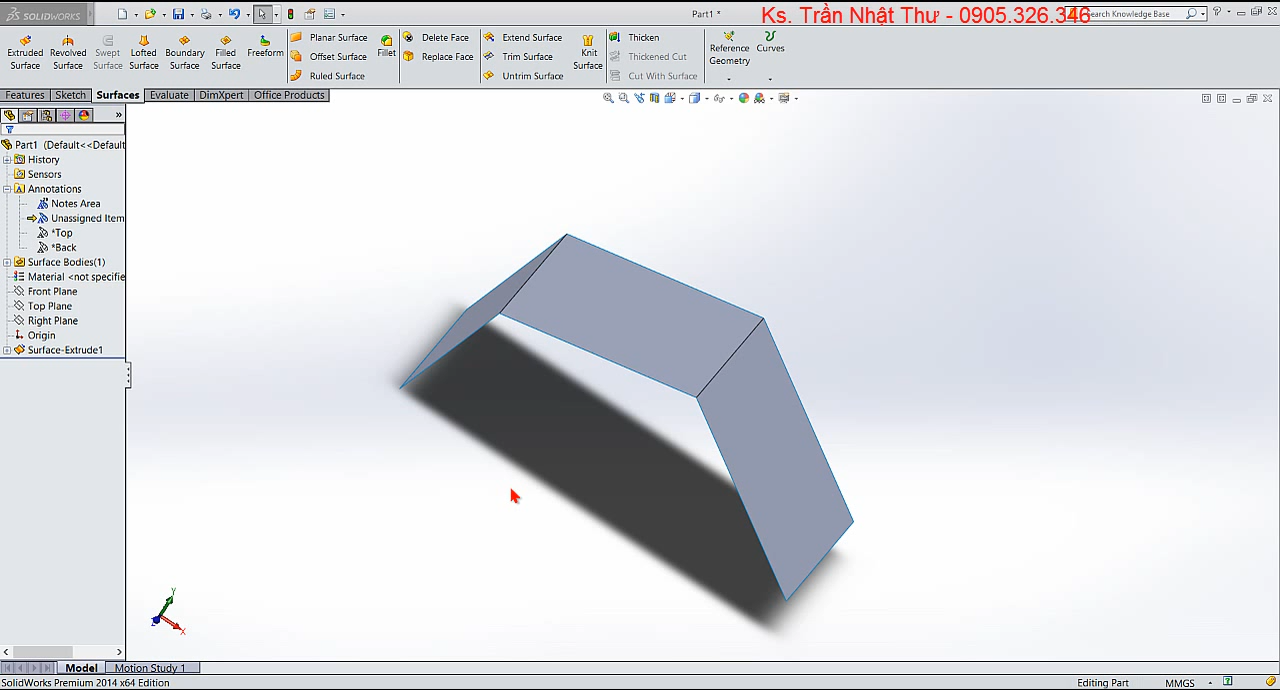 SOLIDWORKS
Part1 *
Ks. Trần Nhật Thư - 0905.326.346
Search Knowledge Base
Extruded Surface
Revolved Surface
Swept Surface
Lofted Surface
Boundary Surface
Filled Surface
Freeform
Planar Surface
Offset Surface
Ruled Surface
Fillet
Delete Face
Replace Face
Extend Surface
Trim Surface
Untrim Surface
Knit Surface
Thicken
Thickened Cut
Cut With Surface
Reference Geometry
Curves
Features
Sketch
Surfaces
Evaluate
DimXpert
Office Products
Part1 (Default<<Default
History
Sensors
Annotations
Notes Area
Unassigned Item
*Top
*Back
Surface Bodies(1)
Material <not specifie
Front Plane
Top Plane
Right Plane
Origin
Surface-Extrude1
Y
X
Z
Model
Motion Study 1
SolidWorks Premium 2014 x64 Edition
Editing Part
MMGS